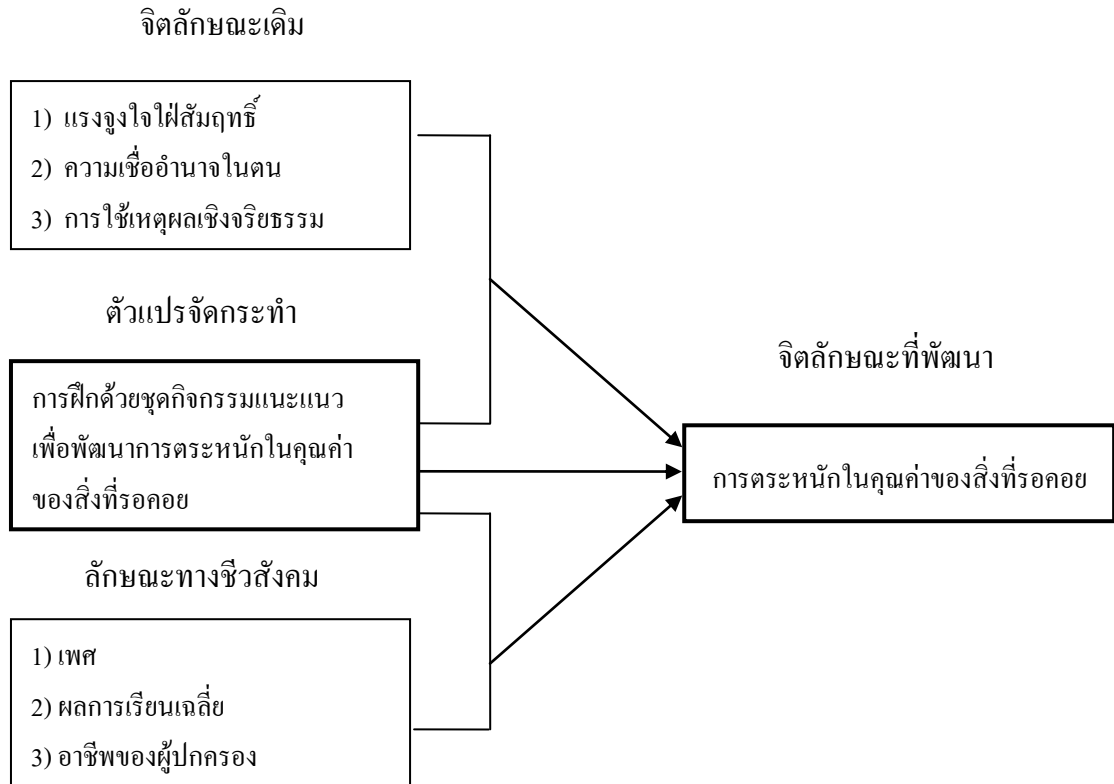 จิตลักษณะเดิม
1) แรงจูงใจใฝ่สัมฤทธิ์
2) ความเชื่ออำนาจในตน
3) การใช้เหตุผลเชิงจริยธรรม
ตัวแปรจัดกระทำ
การฝึกด้วยชุดกิจกรรมแนะแนว
เพื่อพัฒนาการตระหนักในคุณค่า
ของสิ่งที่รอคอย
จิตลักษณะที่พัฒนา
การตระหนักในคุณค่าของสิ่งที่รอคอย
ลักษณะทางชีวสังคม
1) เพศ
2) ผลการเรียนเฉลี่ย
3) อาชีพของผู้ปกครอง